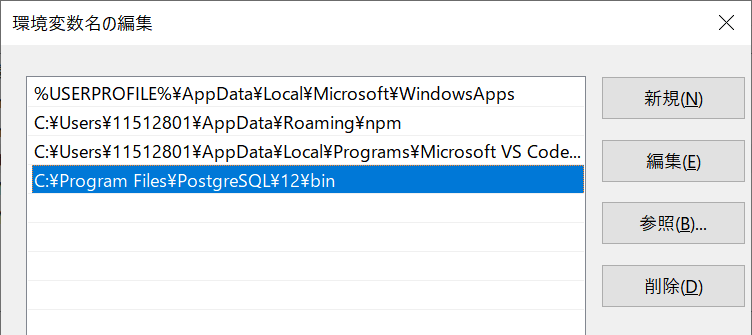 環境変数名の編集
%USERPROFILE%¥AppData¥Local¥Microsoft¥WindowsApps
新規(N)
C:¥Users¥11512801¥AppData¥Roaming¥npm
C:¥Users¥11512801¥AppData¥Local¥Programs¥Microsoft VS Code...
編集(E)
C:¥Program Files¥PostgreSQL¥12¥bin
参照(B)...
削除(D)